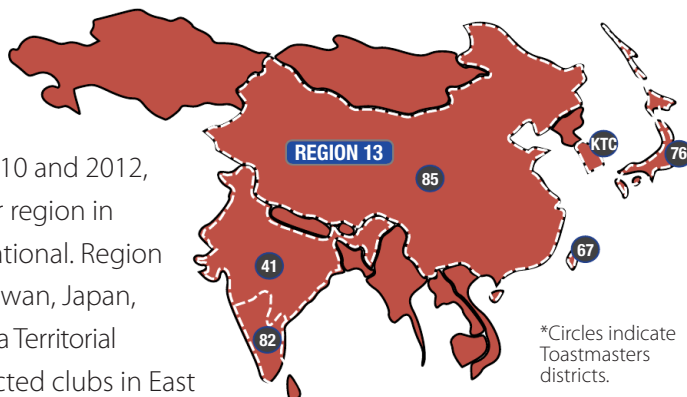 REGION 13
KTC
76
85
10 and 2012,
r region in
ational. Region
wan, Japan,
a Territorial
cted clubs in East
67
41
82
*Circles indicate
Toastmasters
districts.